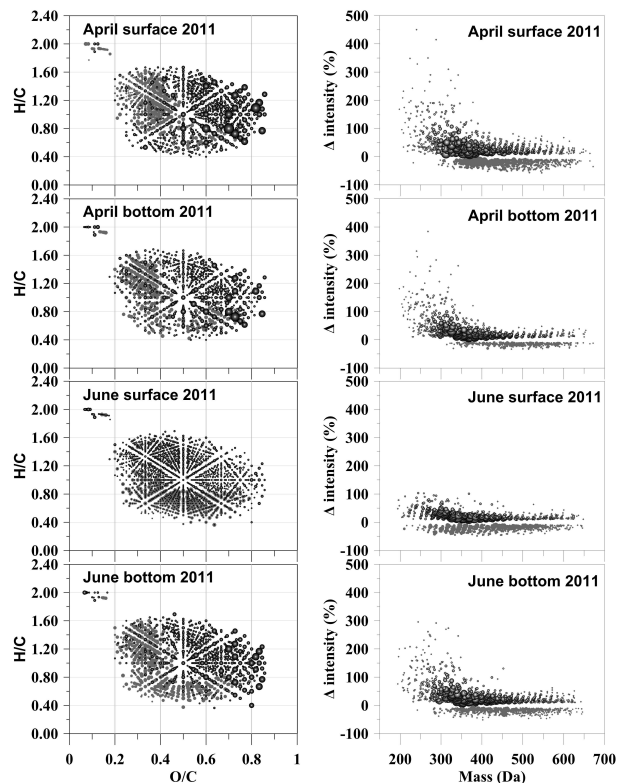 April surface 2011
H/C
2.40
2.00
1.60
1.20
0.80
0.40
0.00
April surface 2011
Δ intensity (%)
500
400
300
200
100
0
-100
April bottom 2011
H/C
2.40
2.00
1.60
1.20
0.80
0.40
0.00
April bottom 2011
Δ intensity (%)
500
400
300
200
100
0
-100
June surface 2011
H/C
2.40
2.00
1.60
1.20
0.80
0.40
0.00
June surface 2011
Δ intensity (%)
500
400
300
200
100
0
-100
June bottom 2011
H/C
2.40
2.00
1.60
1.20
0.80
0.40
0.00
0 0.2 0.4 0.6 0.8 1
O/C
June bottom 2011
Δ intensity (%)
500
400
300
200
100
0
-100
200 300 400 500 600 700
Mass (Da)